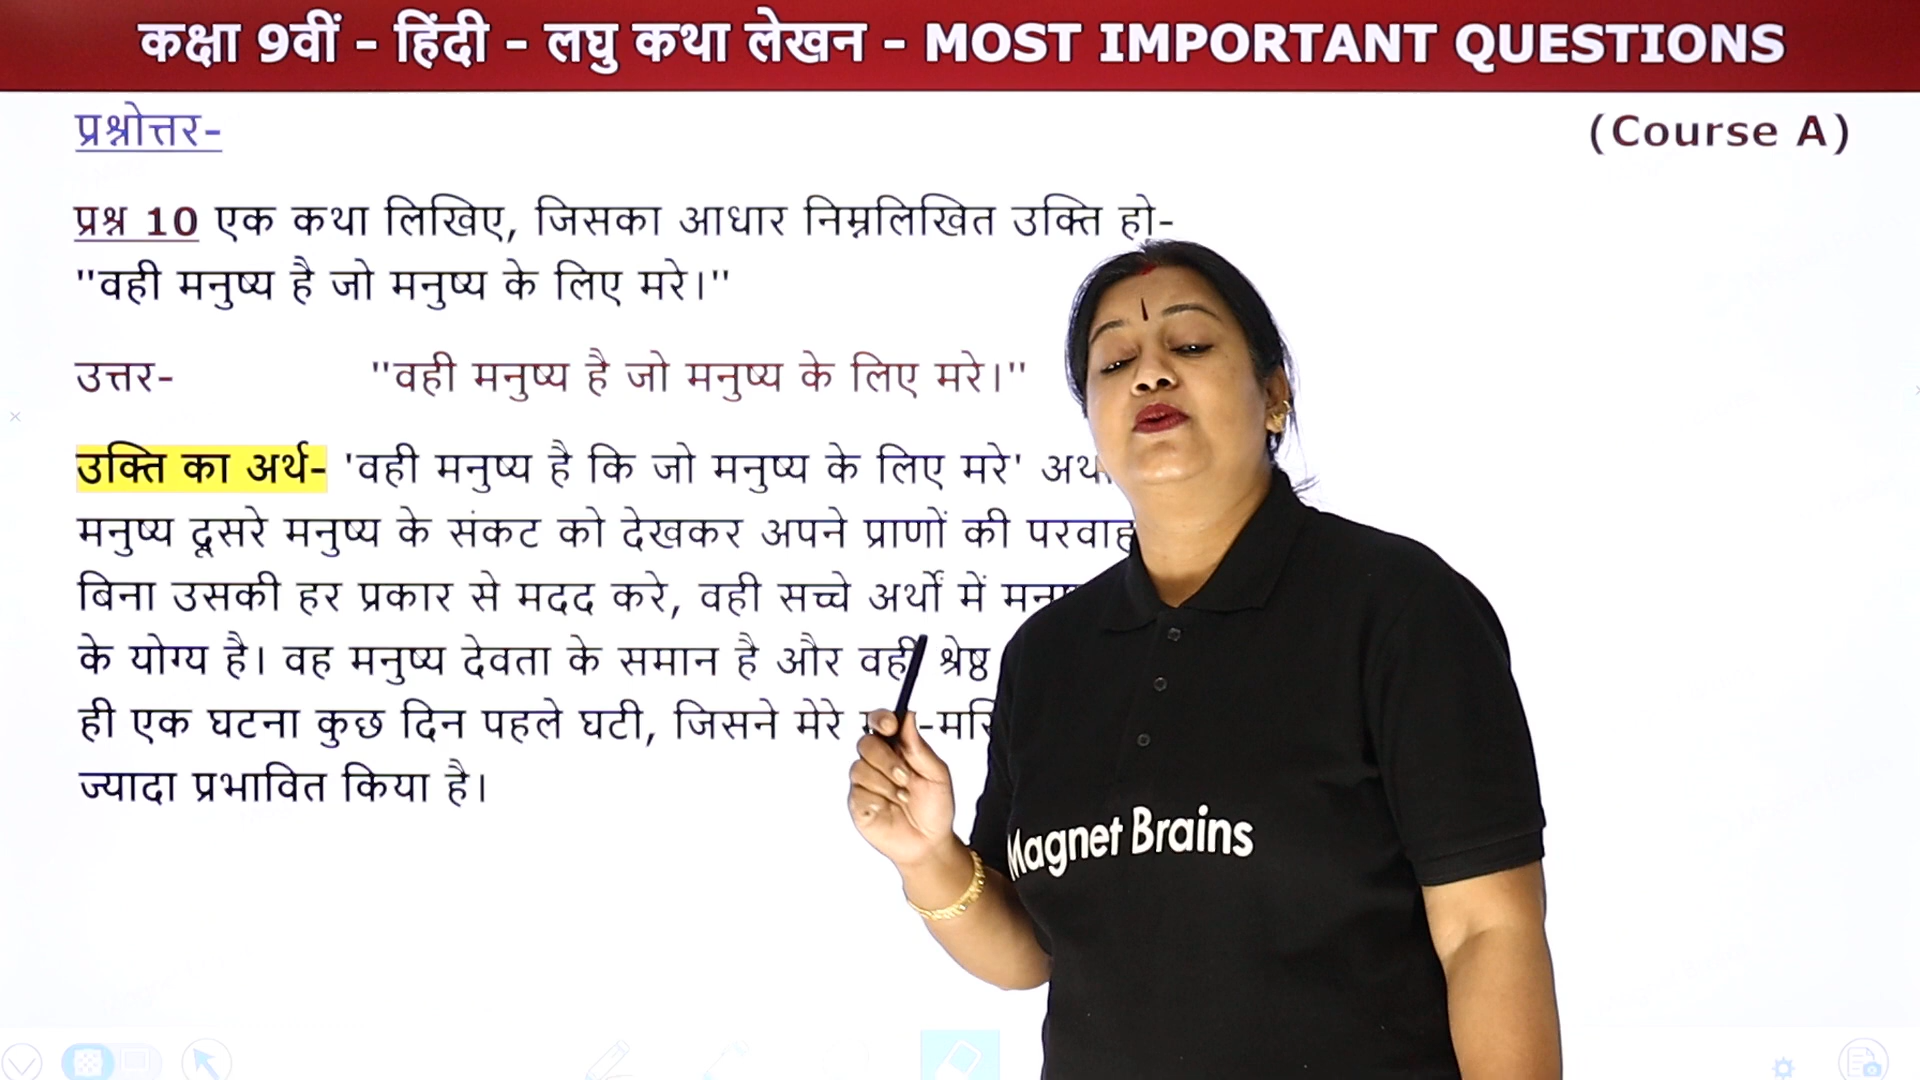 कक्षा 9वीं - हिंदी - लघु कथा लेखन - MOST IMPORTANT QUESTIONS
प्रश्नोत्तर-
(Course A)
प्रश्न 10 एक कथा लिखिए, जिसका आधार निम्नलिखित उक्ति हो-
"वही मनुष्य है जो मनुष्य के लिए मरे।"
उत्तर- "वही मनुष्य है जो मनुष्य के लिए मरे।"
उक्ति का अर्थ- 'वही मनुष्य है कि जो मनुष्य के लिए मरे'
मनुष्य दूसरे मनुष्य के संकट को देखकर अपने प्राणों की परवाह
बिना उसकी हर प्रकार से मदद करे, वही सच्चे अर्थों में
के योग्य है। वह मनुष्य देवता के समान है और वही श्रेष्ठ
ही एक घटना कुछ दिन पहले घटी, जिसने मेरे
ज्यादा प्रभावित किया है।
Magnet Brains